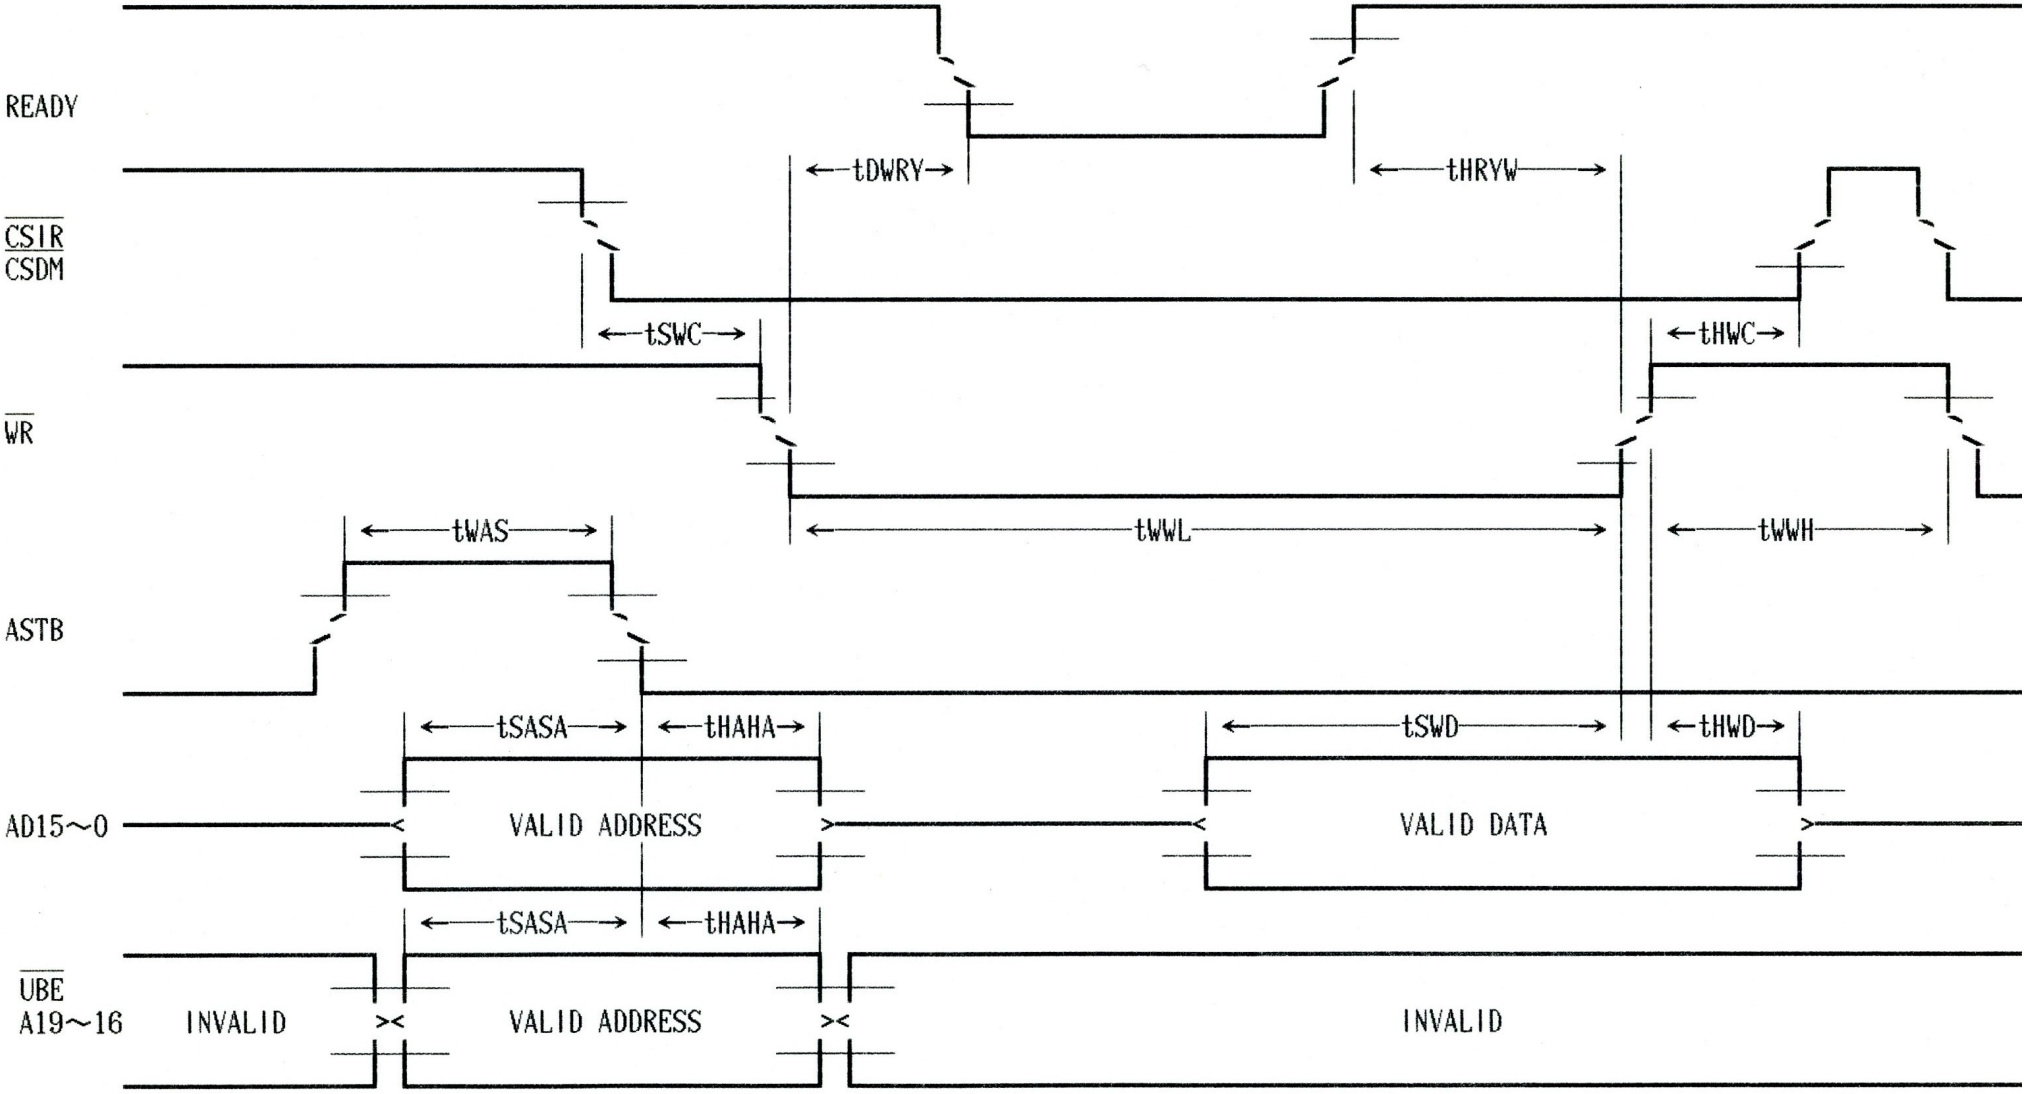 READY
tDWRY
tHRYW
CSIR
CSDM
tSWC
tHWC
WR
tWAS
tWWL
tWWH
ASTB
tSASA
tHAHA
tSWD
tHWD
AD15～0
VALID ADDRESS
VALID DATA
tSASA
tHAHA
UBE
A19～16
INVALID
VALID ADDRESS
INVALID